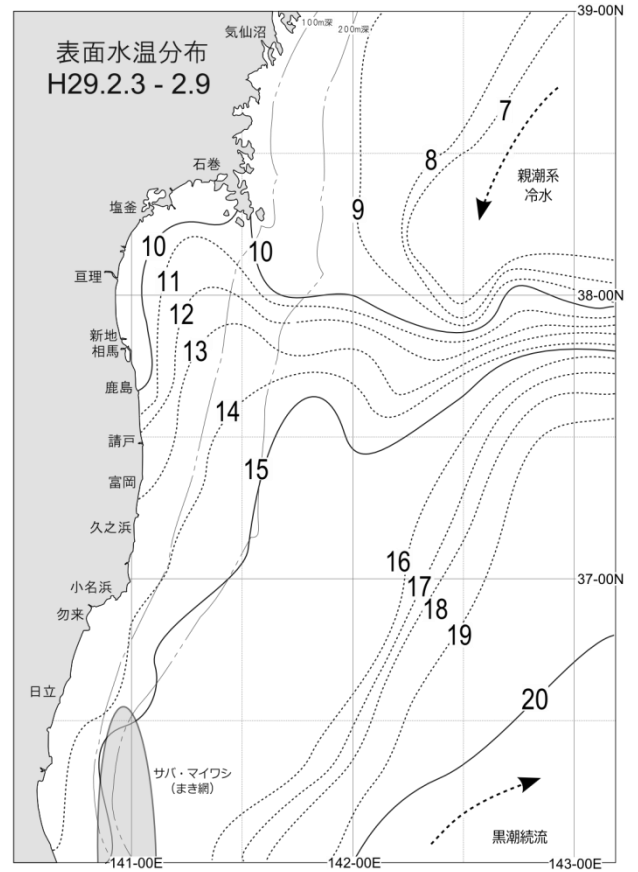 39-00N
気仙沼
100m深
200m深
表面水温分布
H29.2.3 - 2.9
7
8
石巻
親潮系
冷水
塩釜
9
10
10
亘理
11
38-00N
12
新地
相馬
13
鹿島
14
請戸
15
富岡
久之浜
16
小名浜
17
37-00N
勿来
18
19
日立
20
サバ・マイワシ
(まき網)
黒潮続流
141-00E
142-00E
143-00E